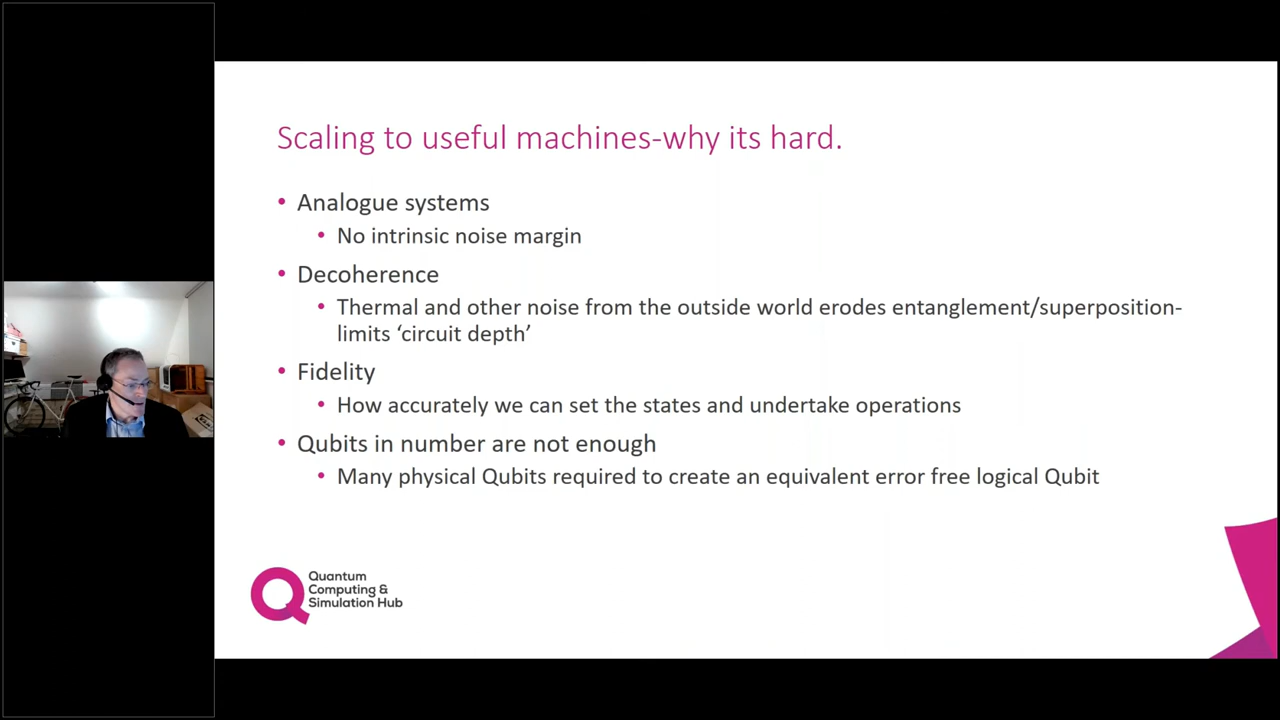 Scaling to useful machines-why its hard.
• Analogue systems
• No intrinsic noise margin
• Decoherence
• Thermal and other noise from the outside world erodes entanglement/superposition-
limits ‘circuit depth’
• Fidelity
• How accurately we can set the states and undertake operations
• Qubits in number are not enough
• Many physical Qubits required to create an equivalent error free logical Qubit
Quantum
Computing &
Simulation Hub